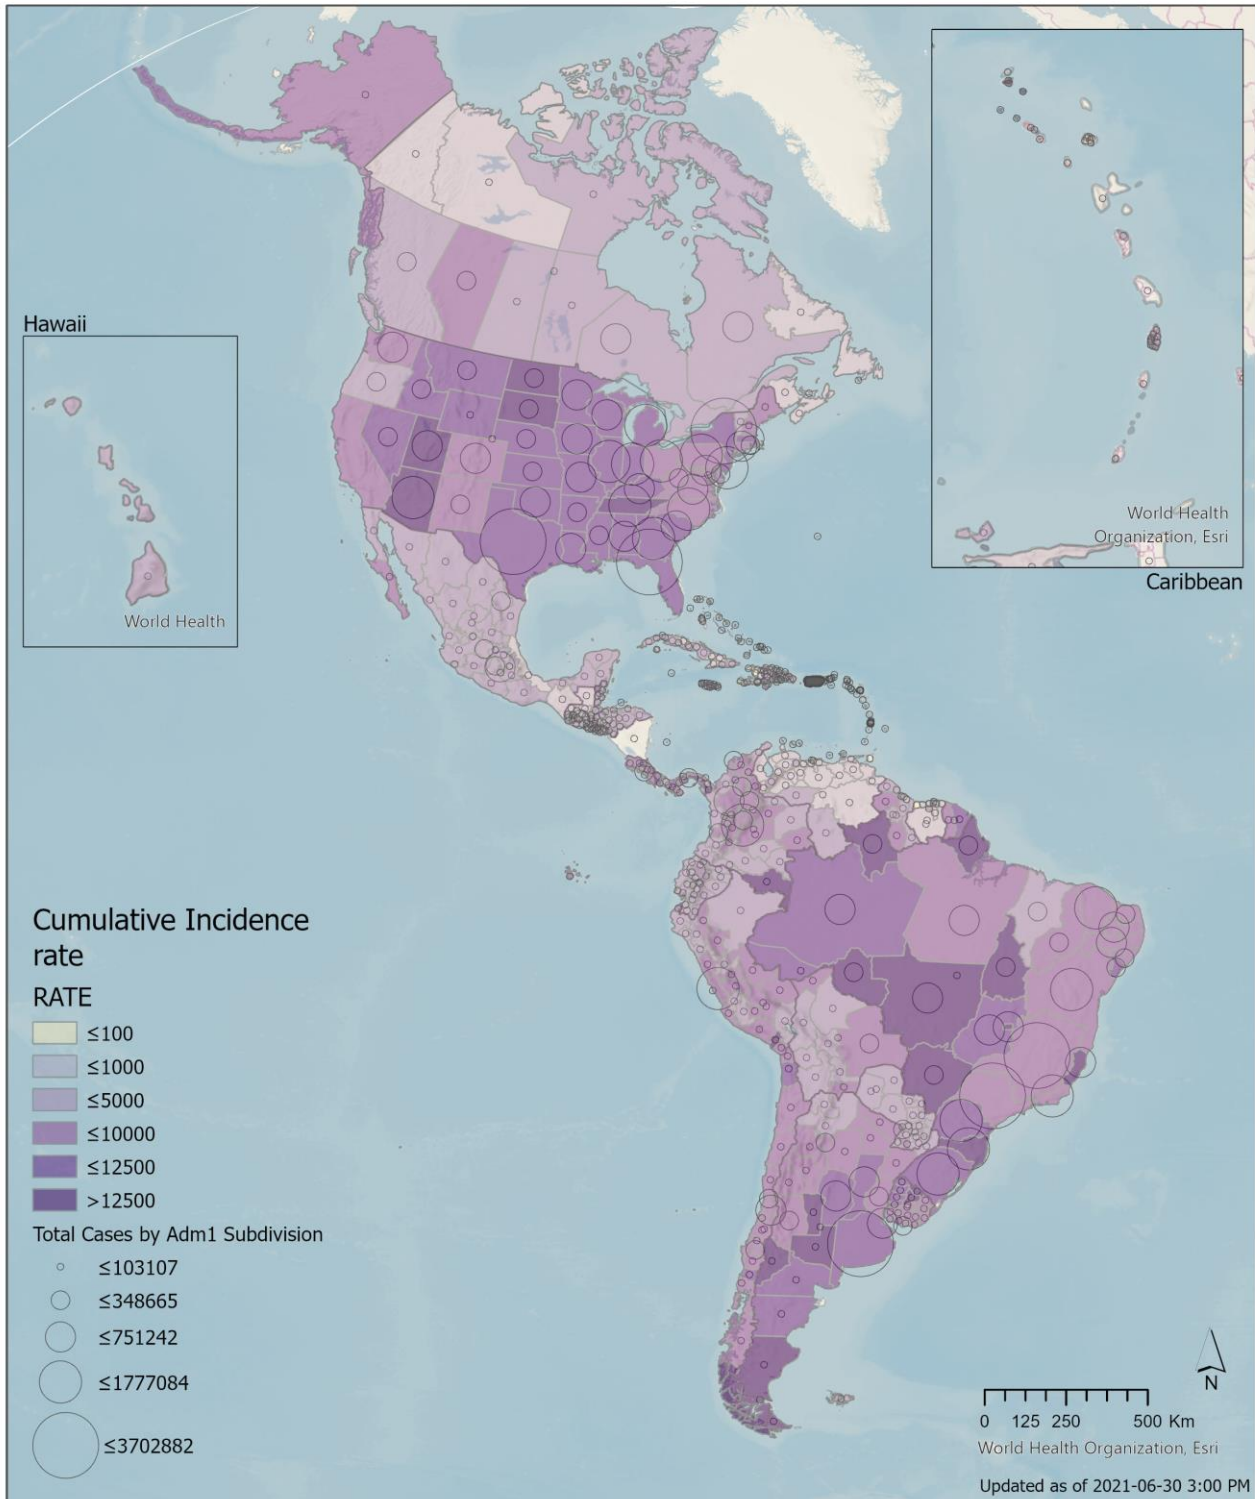 Hawaii
World Health
World Health
Organization, Esri
Caribbean
Cumulative Incidence
rate
RATE
≤100
≤1000
≤5000
≤10000
≤12500
>12500
Total Cases by Adm1 Subdivision
≤103107
≤348665
≤751242
≤1777084
≤3702882
N
0 125 250 500 Km
World Health Organization, Esri
Updated as of 2021-06-30 3:00 PM